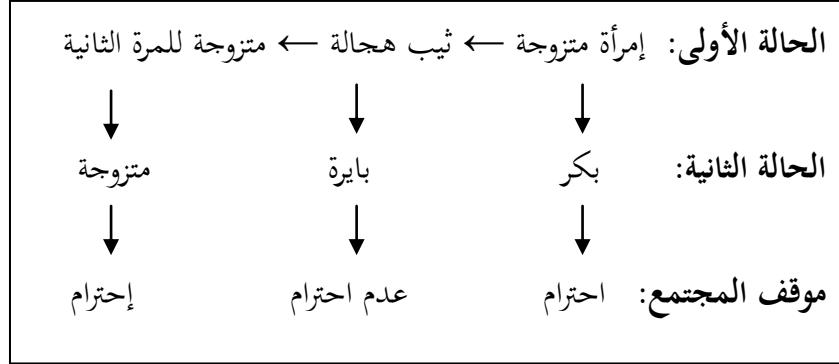 الحالة الأولى: إمرأة متزوجة ← ثيب هجالة ← متزوجة للمرة الثانية
الحالة الثانية: بكر بايرة متزوجة
موقف المجتمع: احترام عدم احترام إحترام